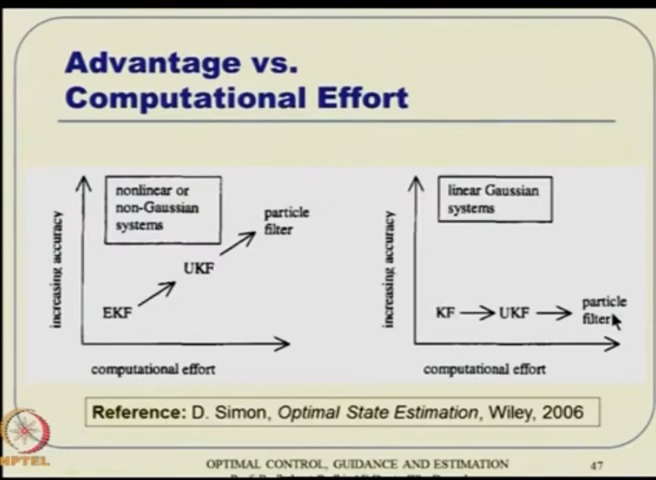 Advantage vs.
Computational Effort
increasing accuracy
nonlinear or
non-Gaussian
systems
particle
filter
UKF
EKF
computational effort
increasing accuracy
linear Gaussian
systems
KF
UKF
particle
filter
computational effort
Reference: D. Simon, Optimal State Estimation, Wiley, 2006
NPTEL
OPTIMAL CONTROL, GUIDANCE AND ESTIMATION
47